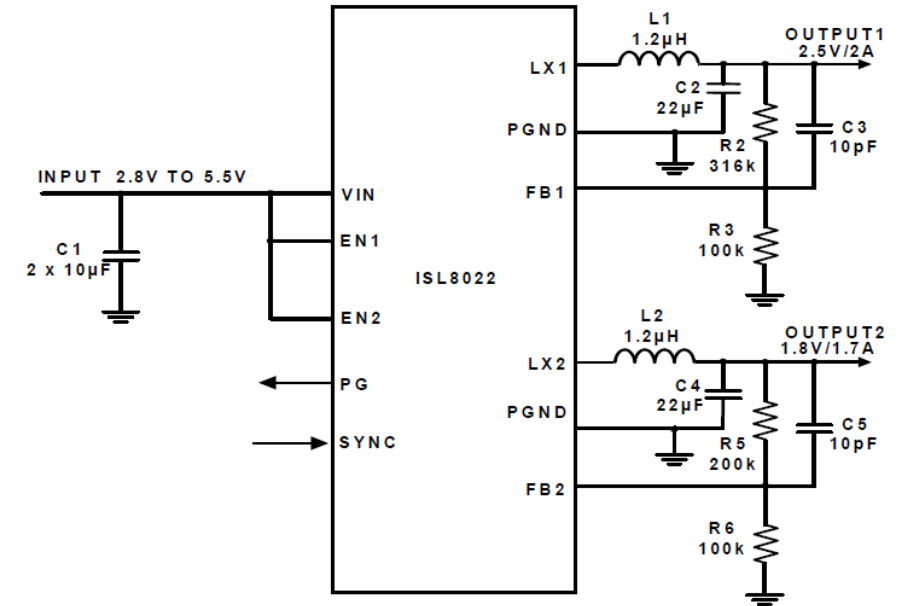 INPUT 2.8V TO 5.5V
C1
2 x 10µF
VIN
EN1
EN2
PG
SYNC
ISL8022
LX1
PGND
FB1
LX2
PGND
FB2
L1
1.2µH
OUTPUT1
2.5V/2A
C2
22µF
R2
316k
C3
10pF
R3
100k
L2
1.2µH
OUTPUT2
1.8V/1.7A
C4
22µF
R5
200k
C5
10pF
R6
100k